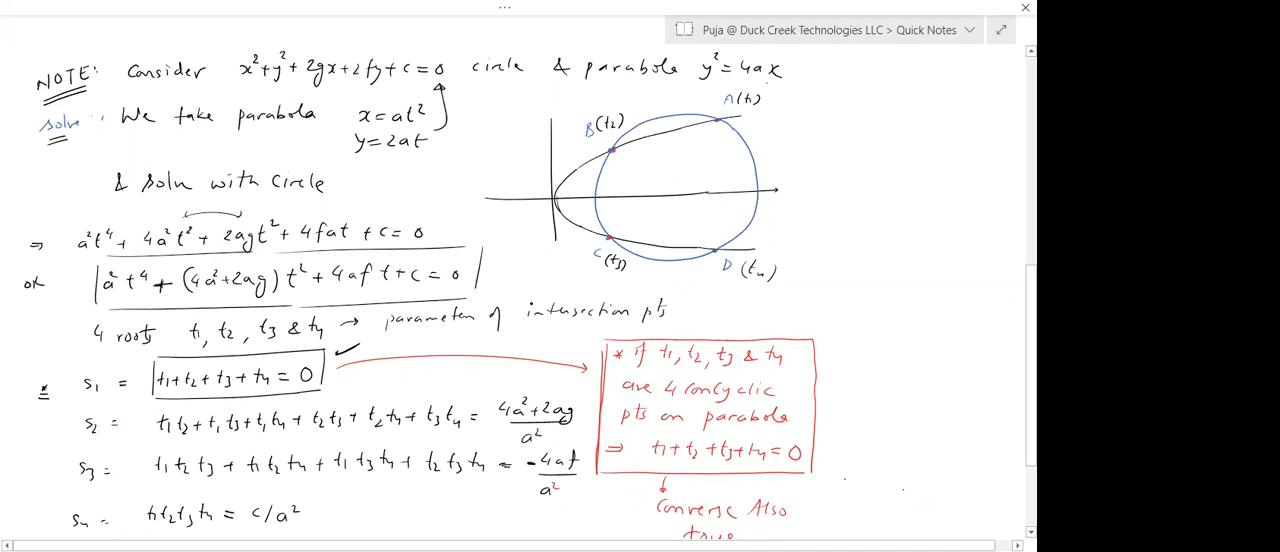 Puja @ Duck Creek Technologies LLC > Quick Notes
NOTE: Consider x²+y²+2gx+2fy+c=0 circle & parabola y²=4ax
Solve: We take parabola x=at²
y=2at
& solve with circle
A(t₁)
B(t₂)
C(t₃)
D(t₄)
⇒ a²t⁴+4a²t²+2agt²+4fat+c=0
or a²t⁴+(4a²+2ag)t²+4aft+c=0
4 roots t₁, t₂, t₃ & t₄ → parameter of intersection pts
* S₁ = t₁+t₂+t₃+t₄=0
S₂ = t₁t₂+t₁t₃+t₁t₄+t₂t₃+t₂t₄+t₃t₄ = (4a²+2ag)/a²
S₃ = t₁t₂t₃+t₁t₂t₄+t₁t₃t₄+t₂t₃t₄ = -4af/a²
S₄ = t₁t₂t₃t₄ = c/a²
* if t₁, t₂, t₃ & t₄
are 4 concyclic
pts on parabola
⇒ t₁+t₂+t₃+t₄=0
Converse Also
true